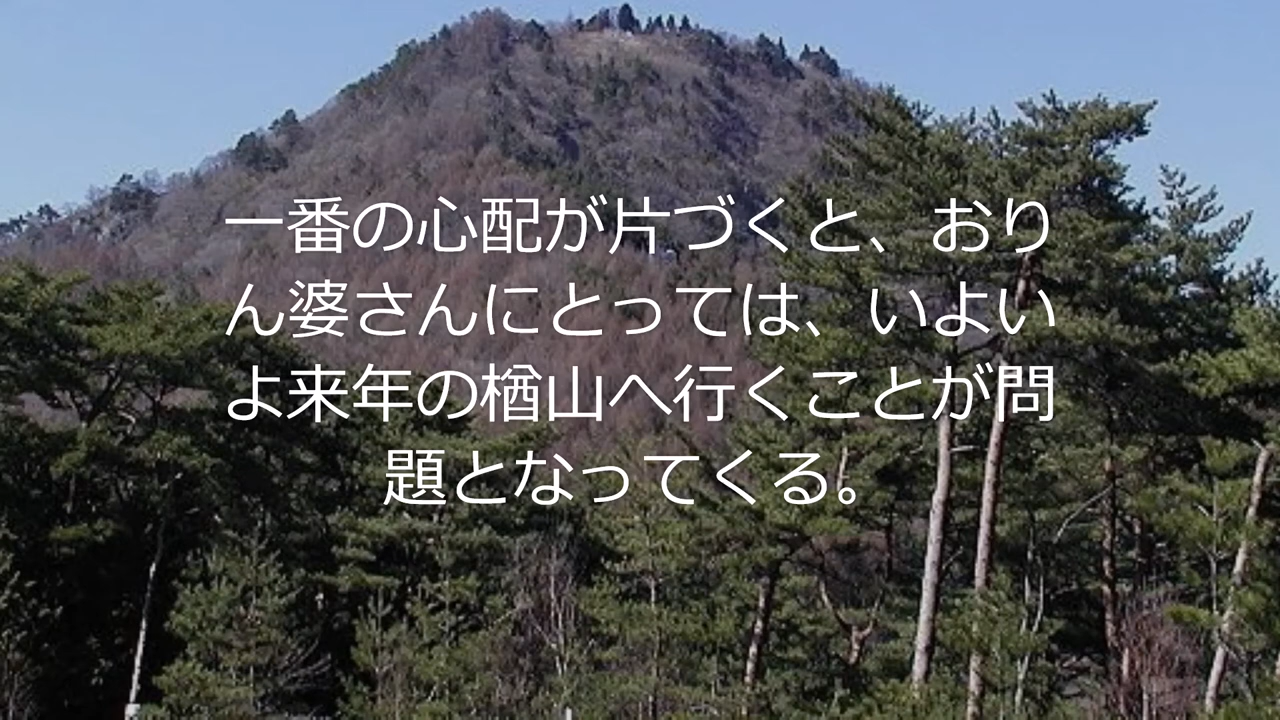 一番の心配が片づくと、おり
ん婆さんにとっては、いよい
よ来年の楢山へ行くことが問
題となってくる。